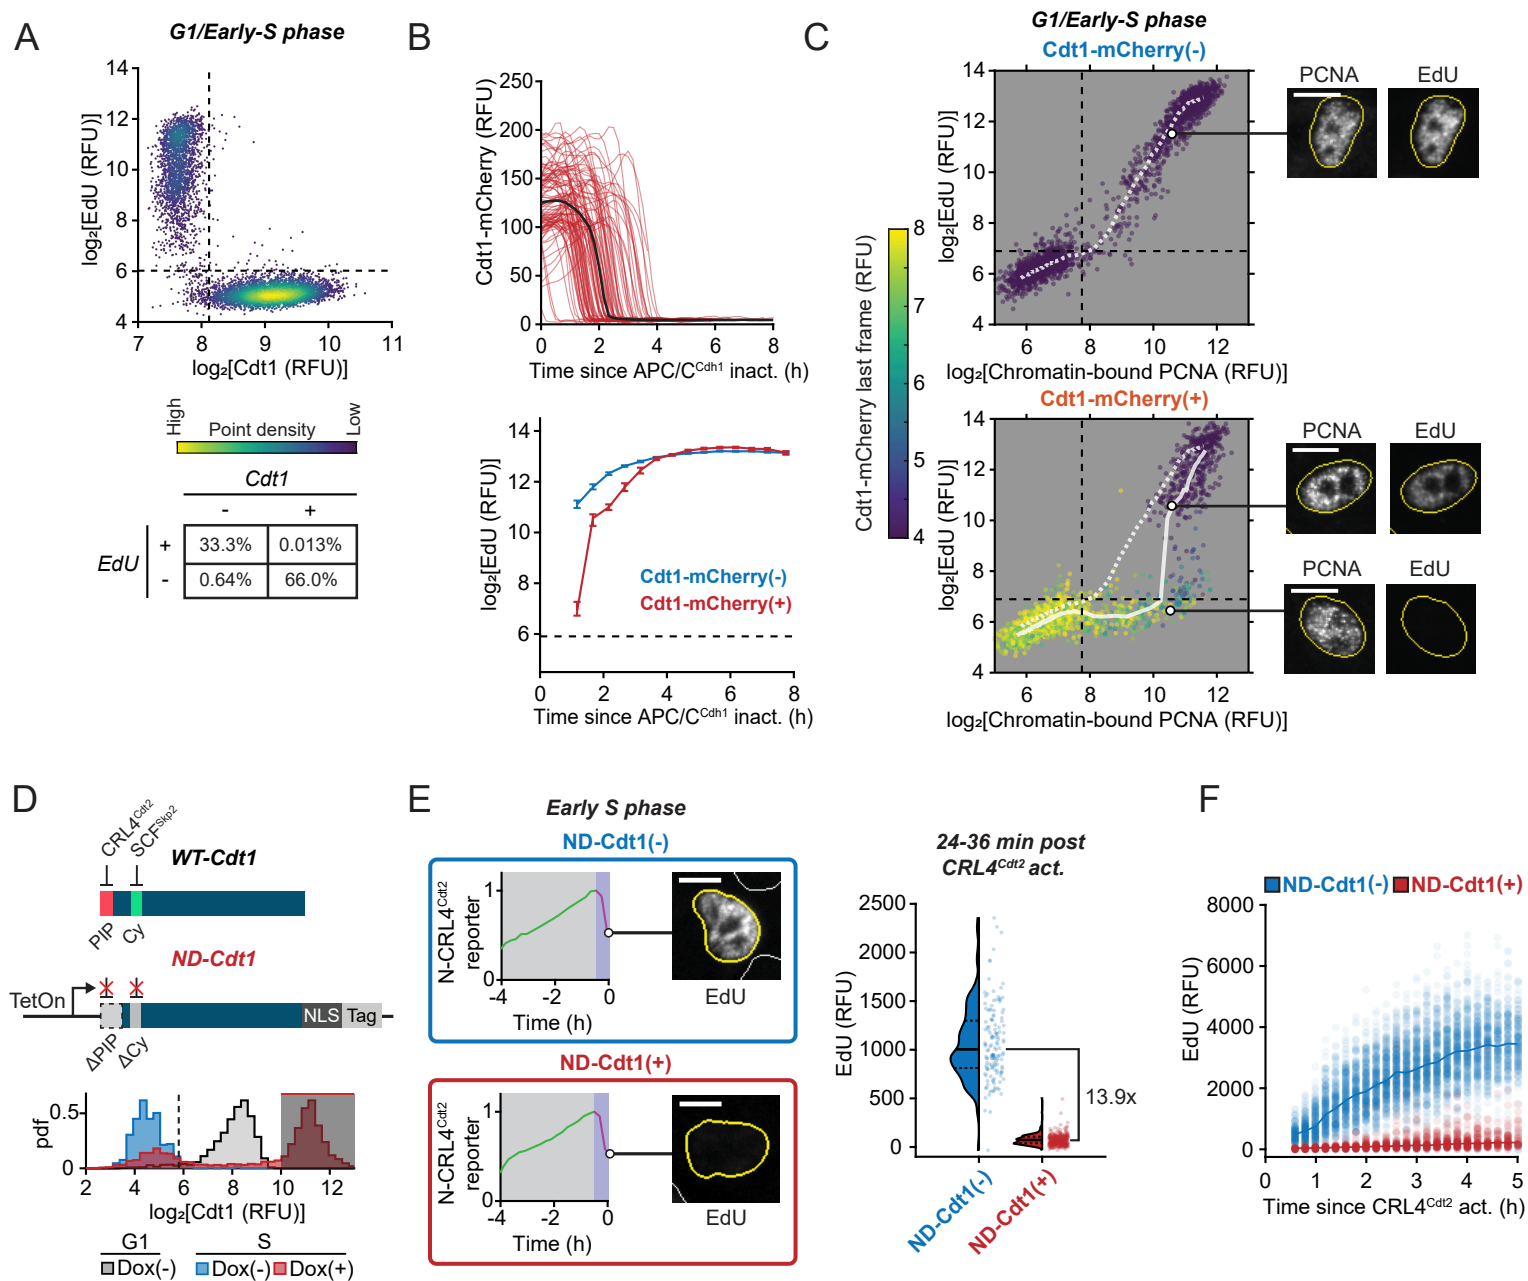 A
G1/Early-S phase
log₂[EdU (RFU)]
14
12
10
8
6
4
7
8
9
10
11
log₂[Cdt1 (RFU)]
High
Point density
Low
Cdt1
- +
EdU
+ 33.3% 0.013%
- 0.64% 66.0%
B
Cdt1-mCherry (RFU)
250
200
150
100
50
0
0 2 4 6 8
Time since APC/C^Cdh1 inact. (h)
log₂[EdU (RFU)]
14
12
10
8
6
Cdt1-mCherry(-)
Cdt1-mCherry(+)
0 2 4 6 8
Time since APC/C^Cdh1 inact. (h)
C
G1/Early-S phase
Cdt1-mCherry(-)
Cdt1-mCherry last frame (RFU)
8
7
6
5
4
log₂[EdU (RFU)]
14
12
10
8
6
4
6 8 10 12
log₂[Chromatin-bound PCNA (RFU)]
PCNA EdU
Cdt1-mCherry(+)
log₂[EdU (RFU)]
14
12
10
8
6
4
6 8 10 12
log₂[Chromatin-bound PCNA (RFU)]
PCNA EdU
PCNA EdU
D
CRL4^Cdt2
SCF^Skp2
WT-Cdt1
PIP
Cy
ND-Cdt1
TetOn
NLS Tag
ΔPIP
ΔCy
pdf
0.5
0
2 4 6 8 10 12
log₂[Cdt1 (RFU)]
G1 S
Dox(-) Dox(-) Dox(+)
E
Early S phase
ND-Cdt1(-)
N-CRL4^Cdt2
reporter
1
0
-4 -2 0
Time (h)
EdU
ND-Cdt1(+)
N-CRL4^Cdt2
reporter
1
0
-4 -2 0
Time (h)
EdU
24-36 min post
CRL4^Cdt2 act.
EdU (RFU)
2500
2000
1500
1000
500
0
13.9x
ND-Cdt1(-)
ND-Cdt1(+)
F
ND-Cdt1(-) ND-Cdt1(+)
EdU (RFU)
8000
6000
4000
2000
0
0 1 2 3 4 5
Time since CRL4^Cdt2 act. (h)